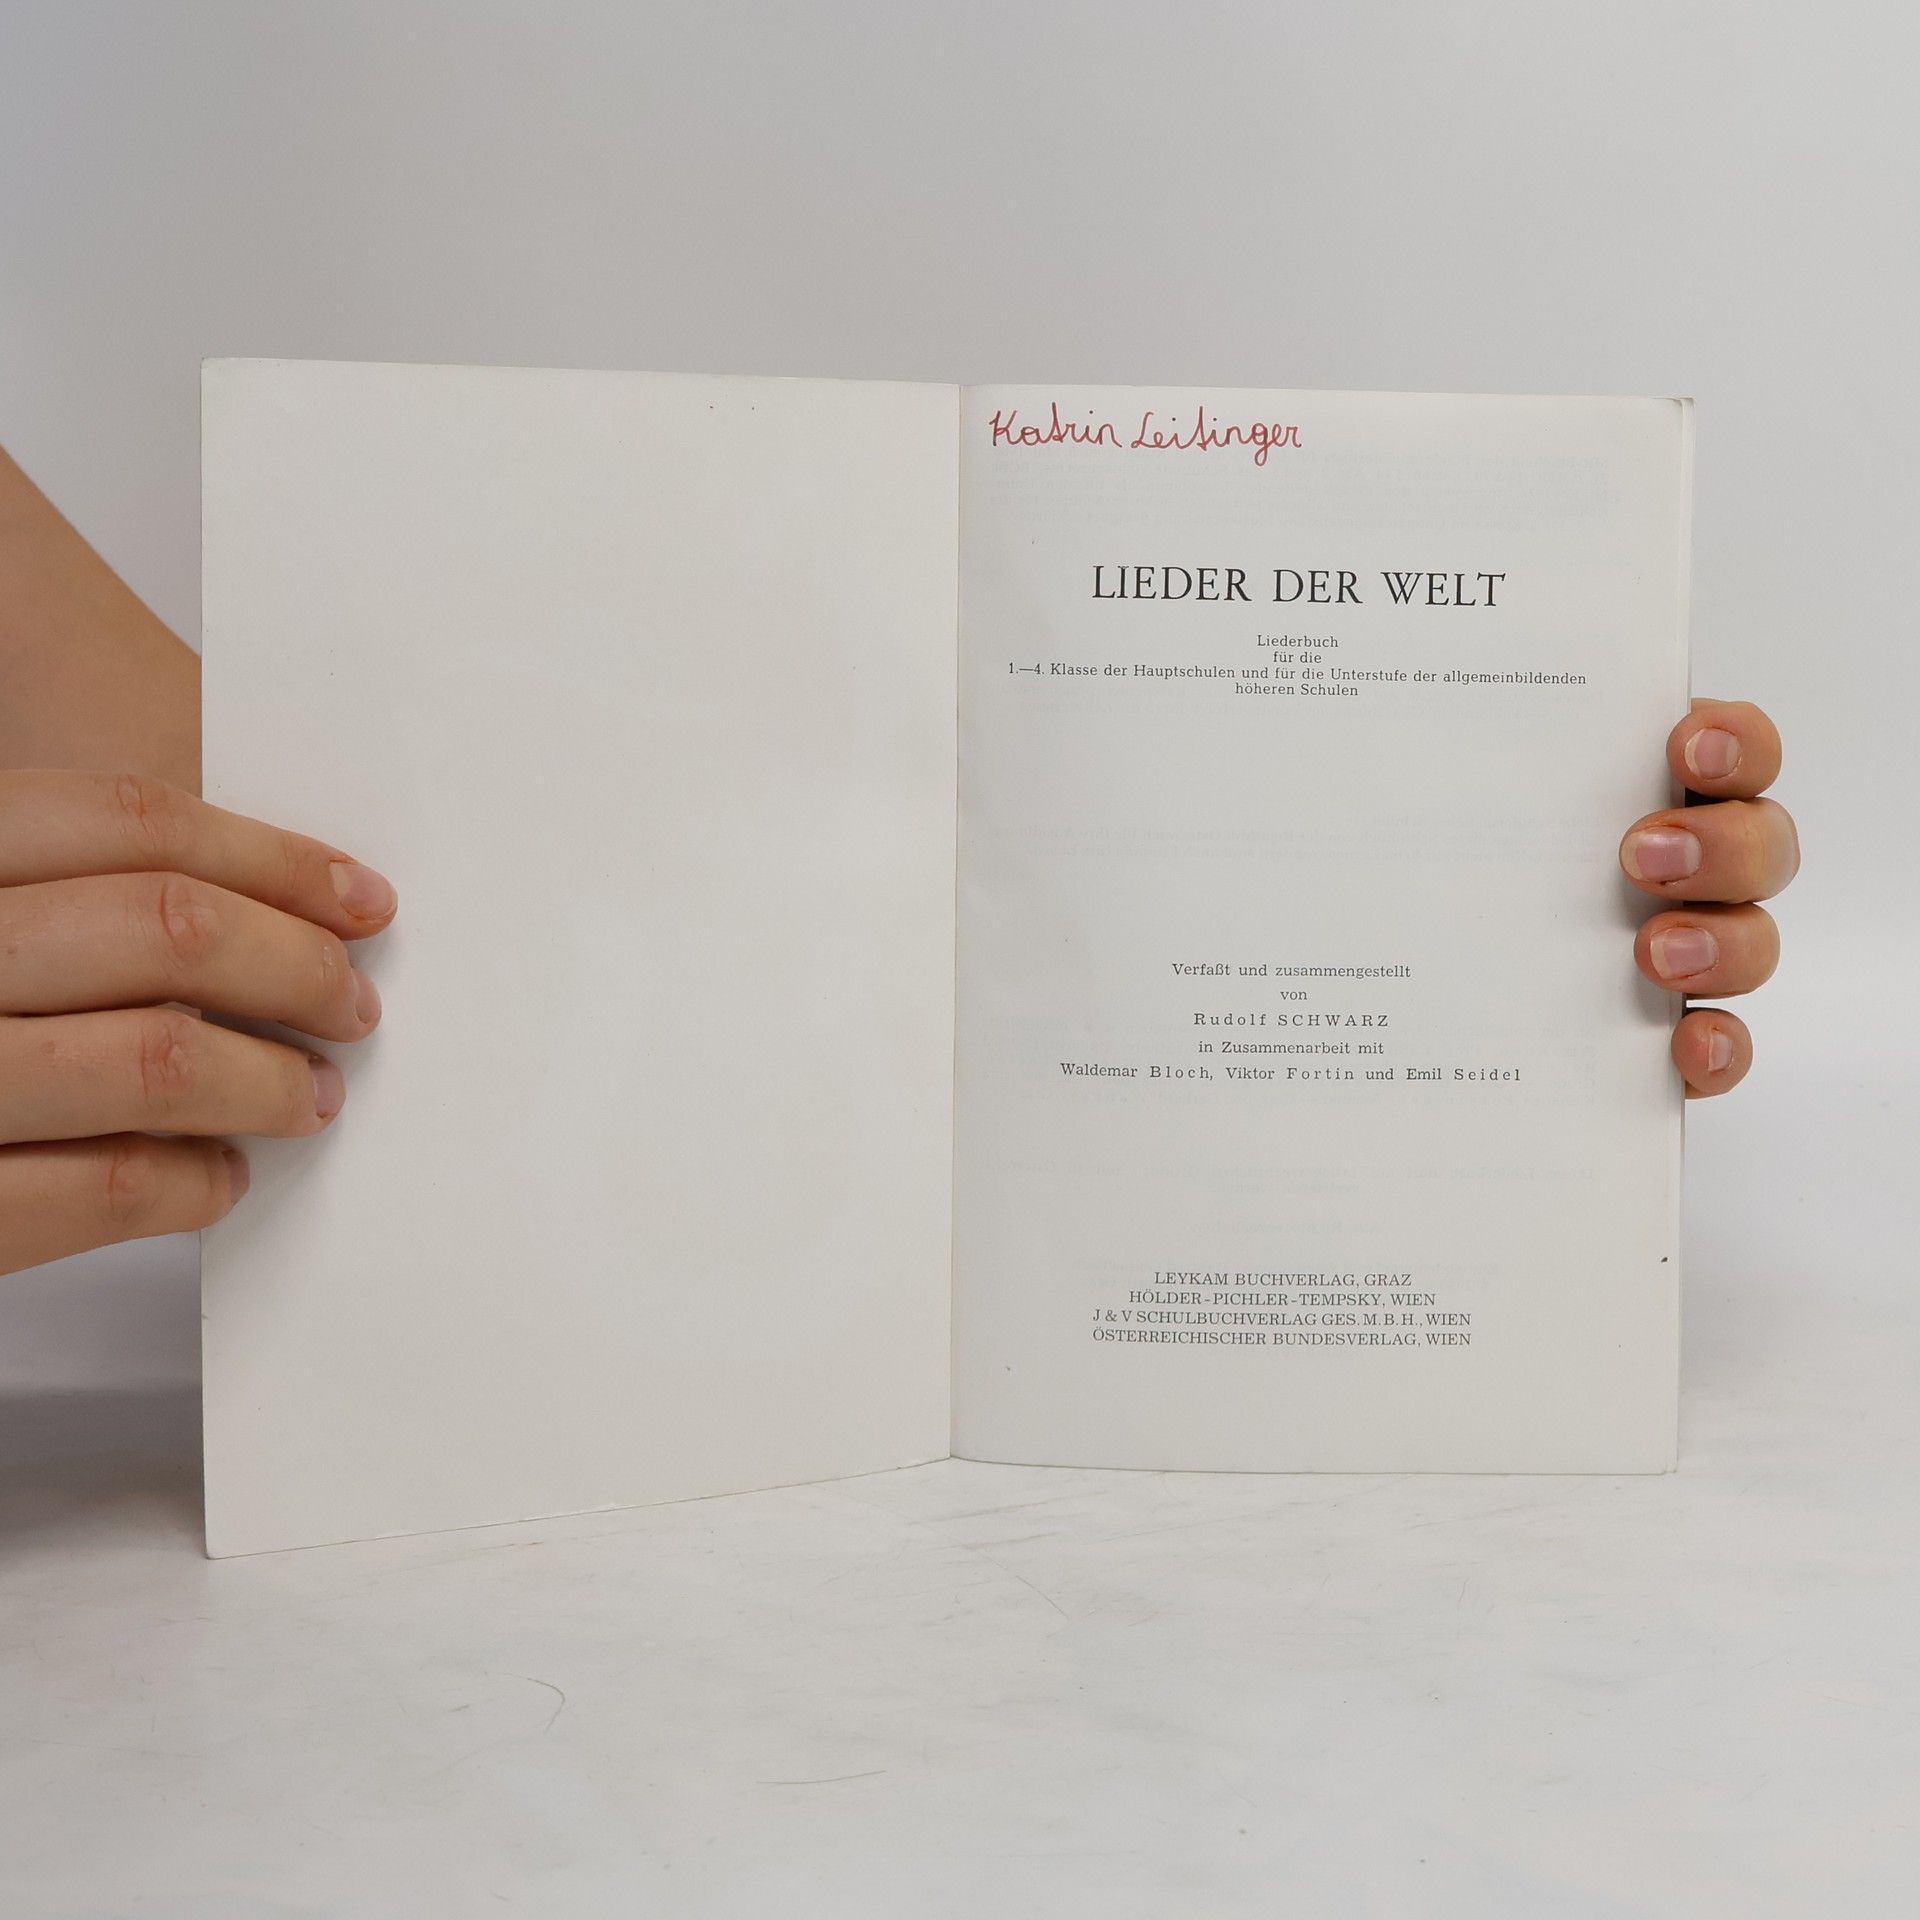 Katrin Leitinger
LIEDER DER WELT
Liederbuch
für die
1.—4. Klasse der Hauptschulen und für die Unterstufe der allgemeinbildenden
höheren Schulen
Verfaßt und zusammengestellt
von
Rudolf SCHWARZ
in Zusammenarbeit mit
Waldemar Bloch, Viktor Fortin und Emil Seidel
LEYKAM BUCHVERLAG, GRAZ
HÖLDER-PICHLER-TEMPSKY, WIEN
J & V SCHULBUCHVERLAG GES. M. B. H., WIEN
ÖSTERREICHISCHER BUNDESVERLAG, WIEN